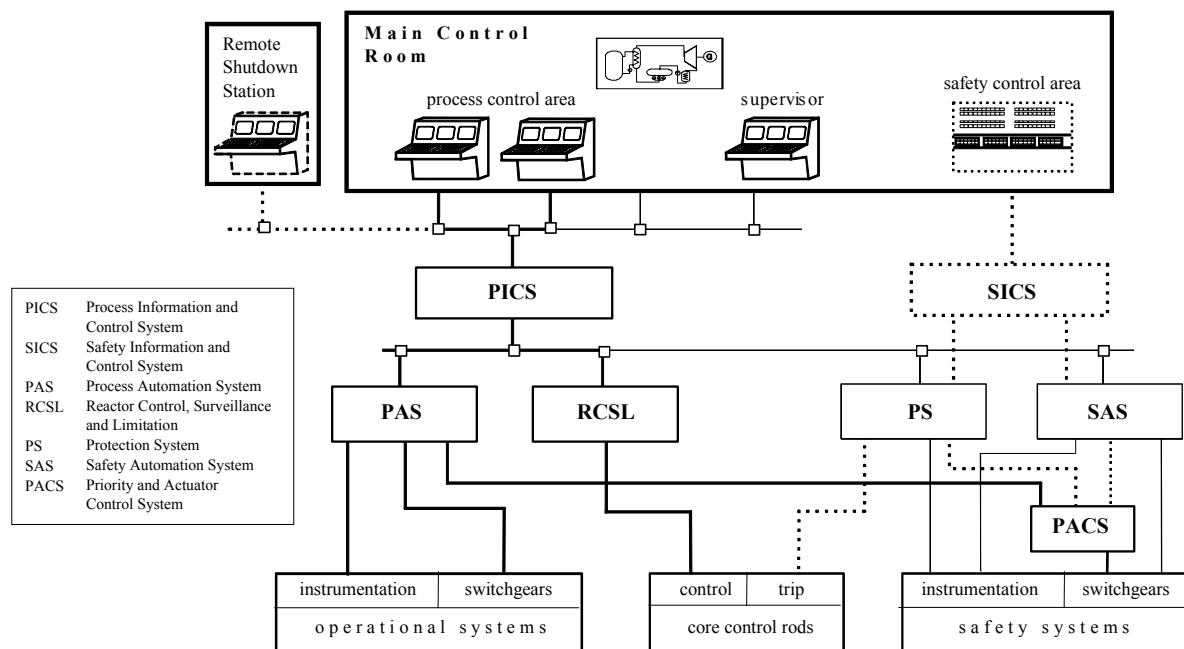 Remote
Shutdown
Station
Main Control
Room
G
process control area
supervisor
safety control area
PICS
SICS
PICS Process Information and
Control System
SICS Safety Information and
Control System
PAS Process Automation System
RCSL Reactor Control, Surveillance
and Limitation
PS Protection System
SAS Safety Automation System
PACS Priority and Actuator
Control System
PAS
RCSL
PS
SAS
PACS
instrumentation switchgears
operational systems
control trip
core control rods
instrumentation switchgears
safety systems